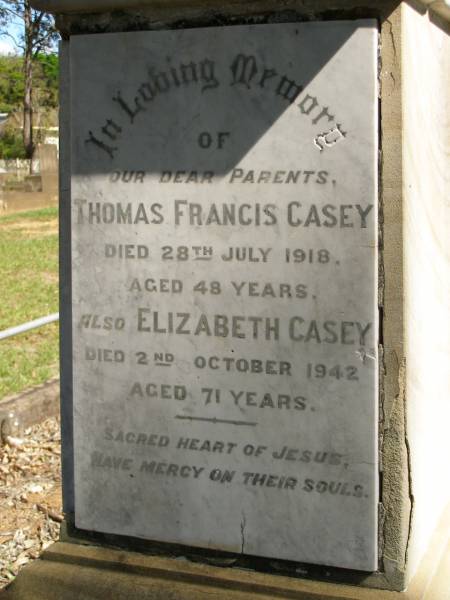 In Loving Memory
OF
OUR DEAR PARENTS,
THOMAS FRANCIS CASEY
DIED 28TH JULY 1918.
AGED 48 YEARS.
ALSO ELIZABETH CASEY
DIED 2ND OCTOBER 1942
AGED 71 YEARS.
SACRED HEART OF JESUS,
HAVE MERCY ON THEIR SOULS.